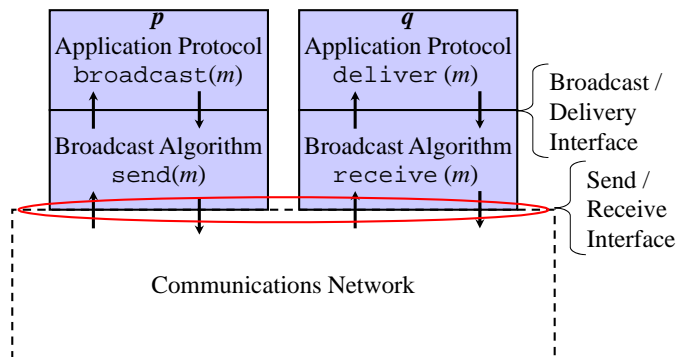 p
Application Protocol
broadcast(m)
Broadcast Algorithm
send(m)
q
Application Protocol
deliver (m)
Broadcast Algorithm
receive (m)
Broadcast /
Delivery
Interface
Send /
Receive
Interface
Communications Network